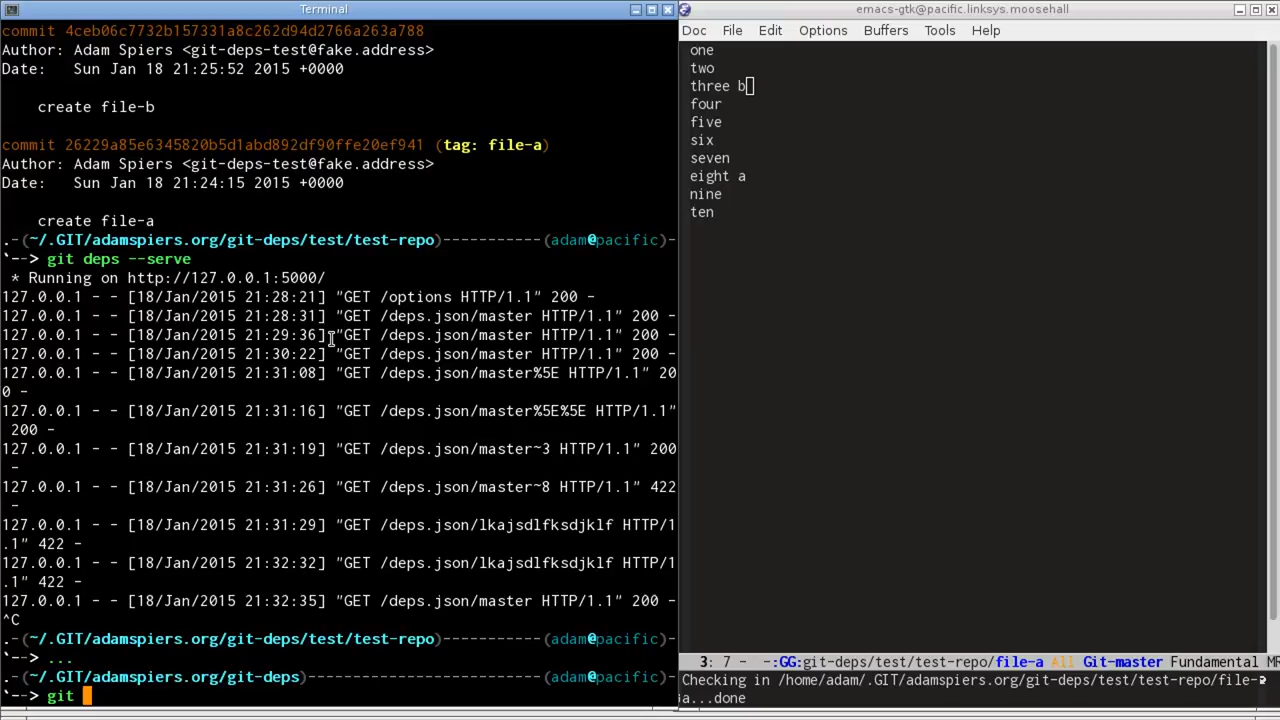 Terminal
commit 4ceb06c7732b157331a8c262d94d2766a263a788
Author: Adam Spiers <git-deps-test@fake.address>
Date:   Sun Jan 18 21:25:52 2015 +0000
create file-b
commit 26229a85e6345820b5d1abd892df90ffe20ef941 (tag: file-a)
Author: Adam Spiers <git-deps-test@fake.address>
Date:   Sun Jan 18 21:24:15 2015 +0000
create file-a
.-(~/.GIT/adamspiers.org/git-deps/test/test-repo)-----------(adam@pacific)-
`--> git deps --serve
* Running on http://127.0.0.1:5000/
127.0.0.1 - - [18/Jan/2015 21:28:21] "GET /options HTTP/1.1" 200 -
127.0.0.1 - - [18/Jan/2015 21:28:31] "GET /deps.json/master HTTP/1.1" 200 -
127.0.0.1 - - [18/Jan/2015 21:29:36] "GET /deps.json/master HTTP/1.1" 200 -
127.0.0.1 - - [18/Jan/2015 21:30:22] "GET /deps.json/master HTTP/1.1" 200 -
127.0.0.1 - - [18/Jan/2015 21:31:08] "GET /deps.json/master%5E HTTP/1.1" 20
0 -
127.0.0.1 - - [18/Jan/2015 21:31:16] "GET /deps.json/master%5E%5E HTTP/1.1"
200 -
127.0.0.1 - - [18/Jan/2015 21:31:19] "GET /deps.json/master~3 HTTP/1.1" 200
-
127.0.0.1 - - [18/Jan/2015 21:31:26] "GET /deps.json/master~8 HTTP/1.1" 422
-
127.0.0.1 - - [18/Jan/2015 21:31:29] "GET /deps.json/lkajsdlfksdjklf HTTP/1
.1" 422 -
127.0.0.1 - - [18/Jan/2015 21:32:32] "GET /deps.json/lkajsdlfksdjklf HTTP/1
.1" 422 -
127.0.0.1 - - [18/Jan/2015 21:32:35] "GET /deps.json/master HTTP/1.1" 200 -
^C
.-(~/.GIT/adamspiers.org/git-deps/test/test-repo)-----------(adam@pacific)-
`--> ...
.-(~/.GIT/adamspiers.org/git-deps)--------------------------(adam@pacific)-
`--> git
emacs-gtk@pacific.linksys.moosehall
Doc File Edit Options Buffers Tools Help
one
two
three b
four
five
six
seven
eight a
nine
ten
3: 7 -  -:GG:git-deps/test/test-repo/file-a All Git-master Fundamental MR
Checking in /home/adam/.GIT/adamspiers.org/git-deps/test/test-repo/file-
a...done